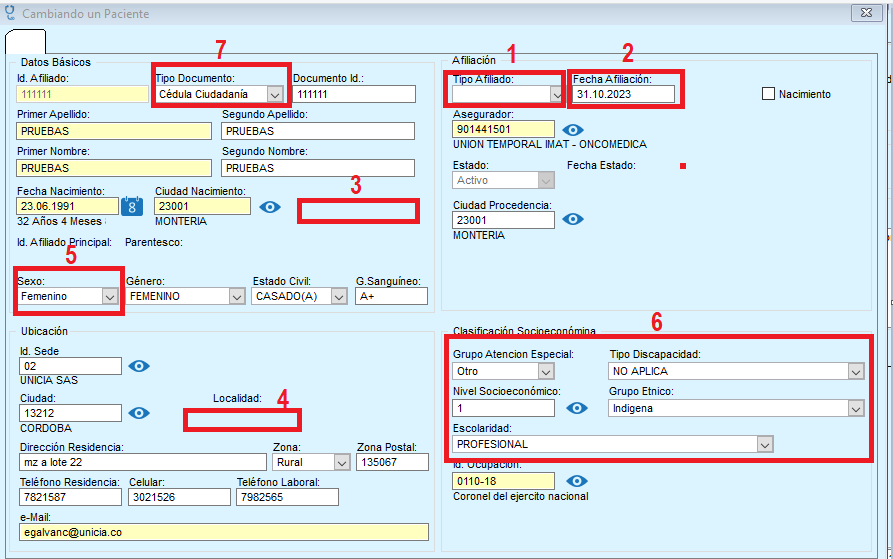 Cambiando un Paciente
Datos Básicos
7
Id. Afiliado:
Tipo Documento:
Documento Id.:
111111
Cédula Ciudadanía
111111
Primer Apellido:
Segundo Apellido:
PRUEBAS
PRUEBAS
Primer Nombre:
Segundo Nombre:
PRUEBAS
PRUEBAS
Fecha Nacimiento:
Ciudad Nacimiento:
3
23.06.1991
8
23001
32 Años 4 Meses
MONTERIA
Id. Afiliado Principal:
Parentesco:
5
Sexo:
Género:
Estado Civil:
G.Sanguíneo:
Femenino
FEMENINO
CASADO(A)
A+
Afiliación
1
2
Tipo Afiliado:
Fecha Afiliación:
31.10.2023
Nacimiento
Asegurador:
901441501
UNION TEMPORAL IMAT - ONCOMEDICA
Estado:
Fecha Estado:
Activo
Ciudad Procedencia:
23001
MONTERIA
Ubicación
Id. Sede
02
UNICIA SAS
Ciudad:
Localidad:
4
13212
CORDOBA
Dirección Residencia:
Zona:
Zona Postal:
mz a lote 22
Rural
135067
Teléfono Residencia:
Celular:
Teléfono Laboral:
7821587
3021526
7982565
e-Mail:
egalvanc@unicia.co
Clasificación Socioeconómina
6
Grupo Atencion Especial:
Tipo Discapacidad:
Otro
NO APLICA
Nivel Socioeconómico:
Grupo Etnico:
1
Indigena
Escolaridad:
PROFESIONAL
Id. Ocupación:
0110-18
Coronel del ejercito nacional